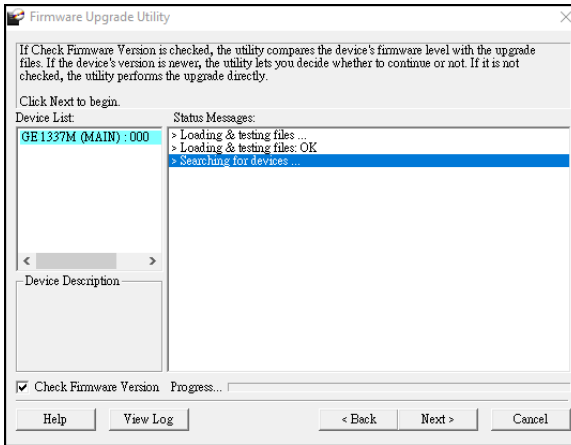 Firmware Upgrade Utility
If Check Firmware Version is checked, the utility compares the device's firmware level with the upgrade
files. If the device's version is newer, the utility lets you decide whether to continue or not. If it is not
checked, the utility performs the upgrade directly.
Click Next to begin.
Device List:
Status Messages:
GE1337M (MAIN) : 000
> Loading & testing files ...
> Loading & testing files: OK
> Searching for devices ...
Device Description
Check Firmware Version Progress...
Help View Log < Back Next > Cancel